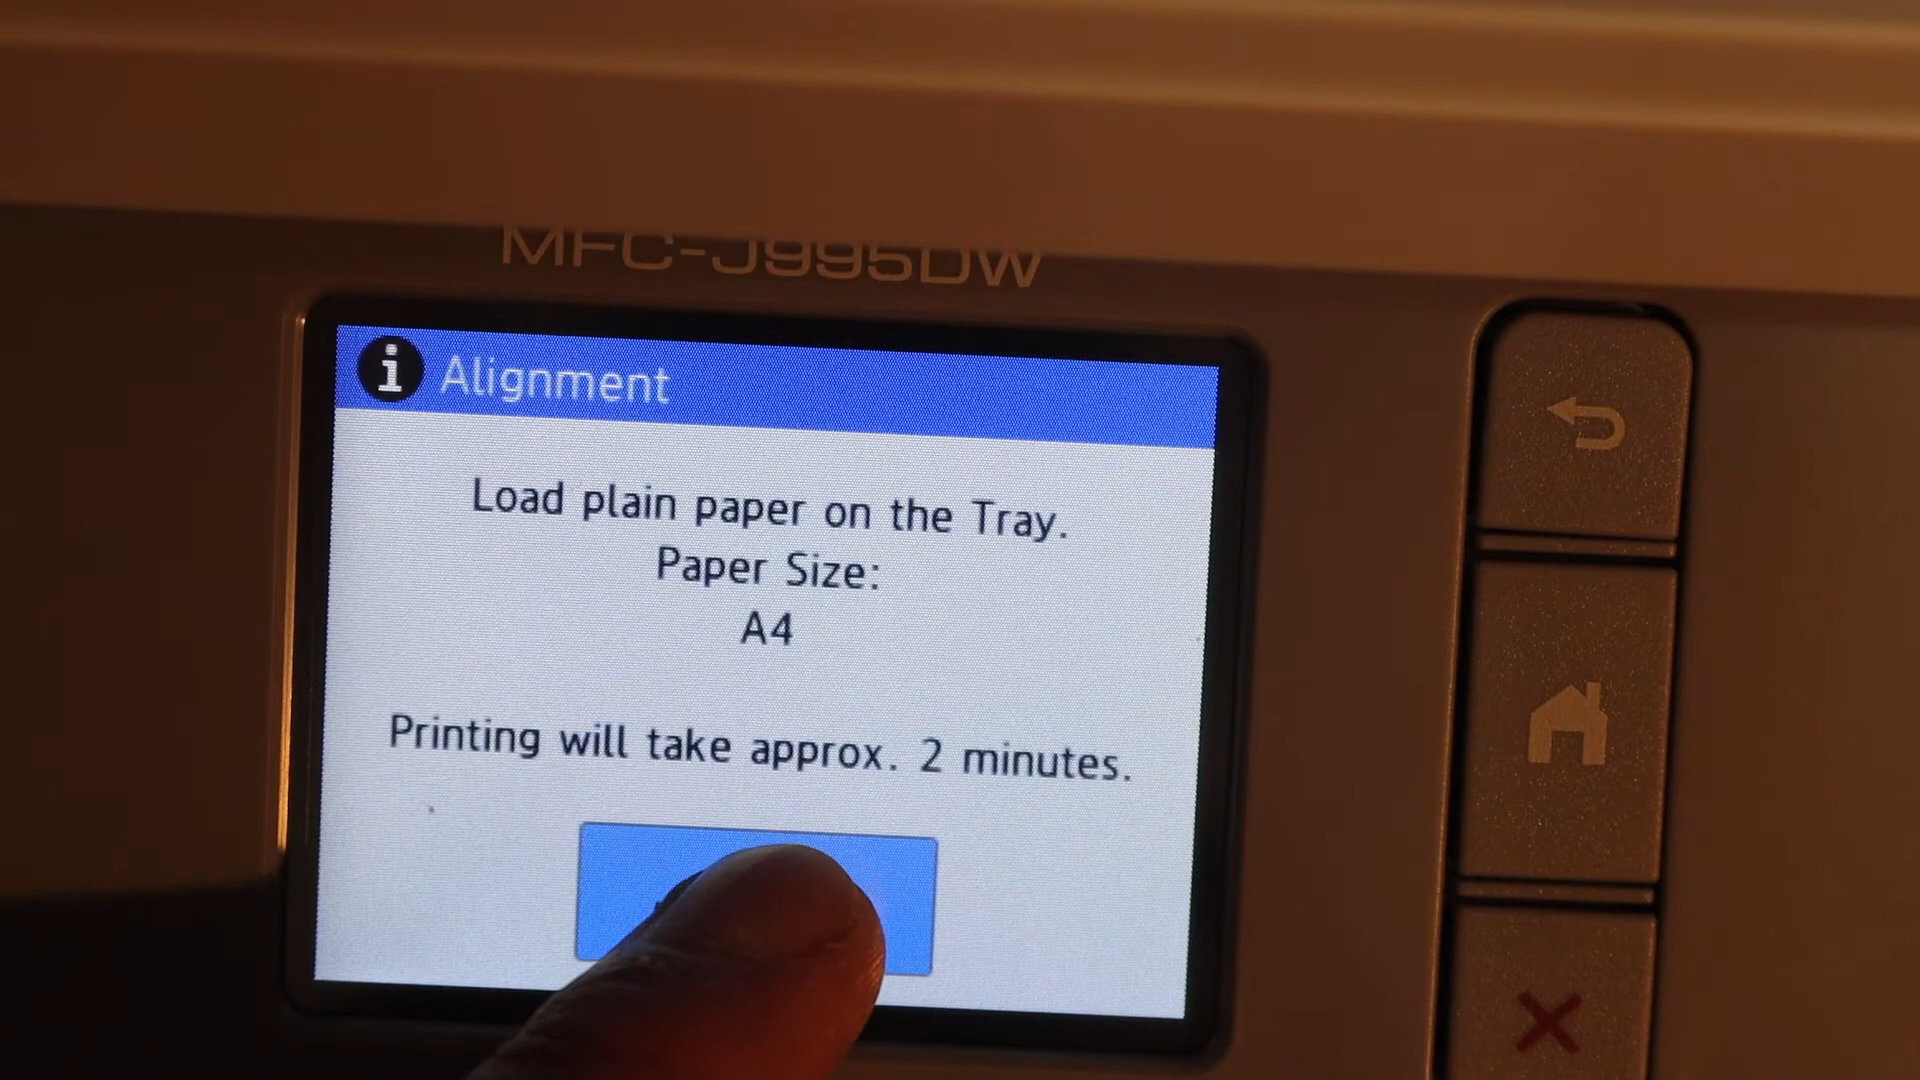 MFC-J995DW
i Alignment
Load plain paper on the Tray.
Paper Size:
A4
Printing will take approx. 2 minutes.